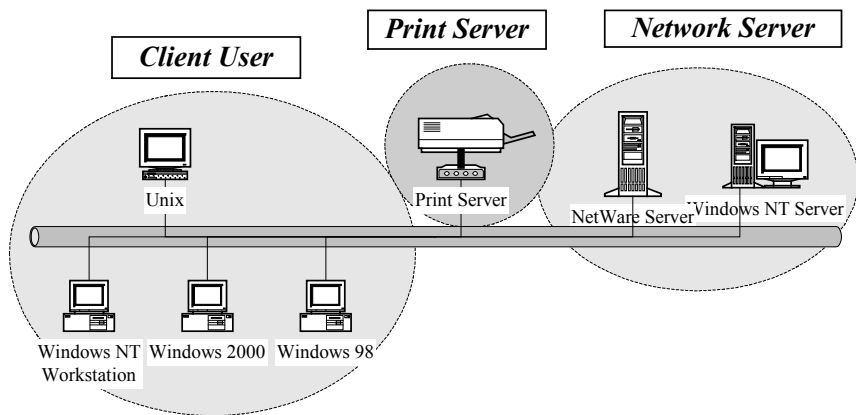 Client User
Print Server
Network Server
Unix
Print Server
NetWare Server
Windows NT Server
Windows NT
Workstation
Windows 2000
Windows 98